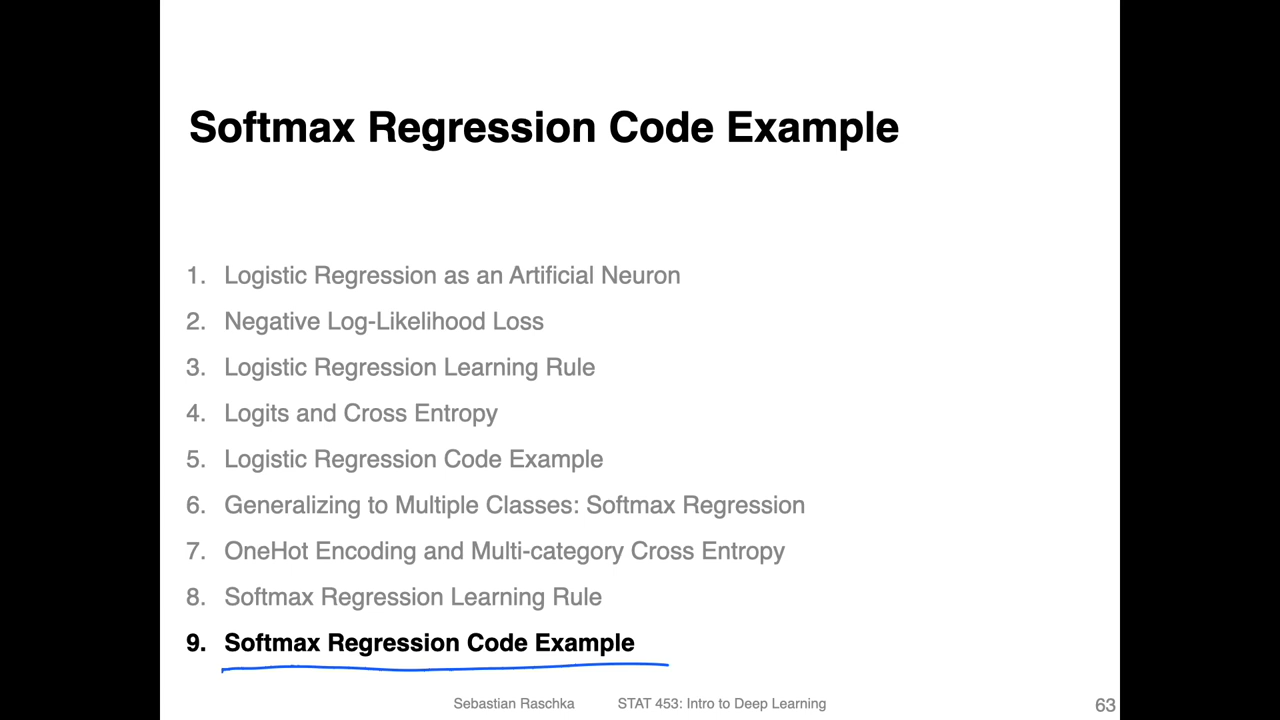 Softmax Regression Code Example
1. Logistic Regression as an Artificial Neuron
2. Negative Log-Likelihood Loss
3. Logistic Regression Learning Rule
4. Logits and Cross Entropy
5. Logistic Regression Code Example
6. Generalizing to Multiple Classes: Softmax Regression
7. OneHot Encoding and Multi-category Cross Entropy
8. Softmax Regression Learning Rule
9. Softmax Regression Code Example
Sebastian Raschka STAT 453: Intro to Deep Learning 63